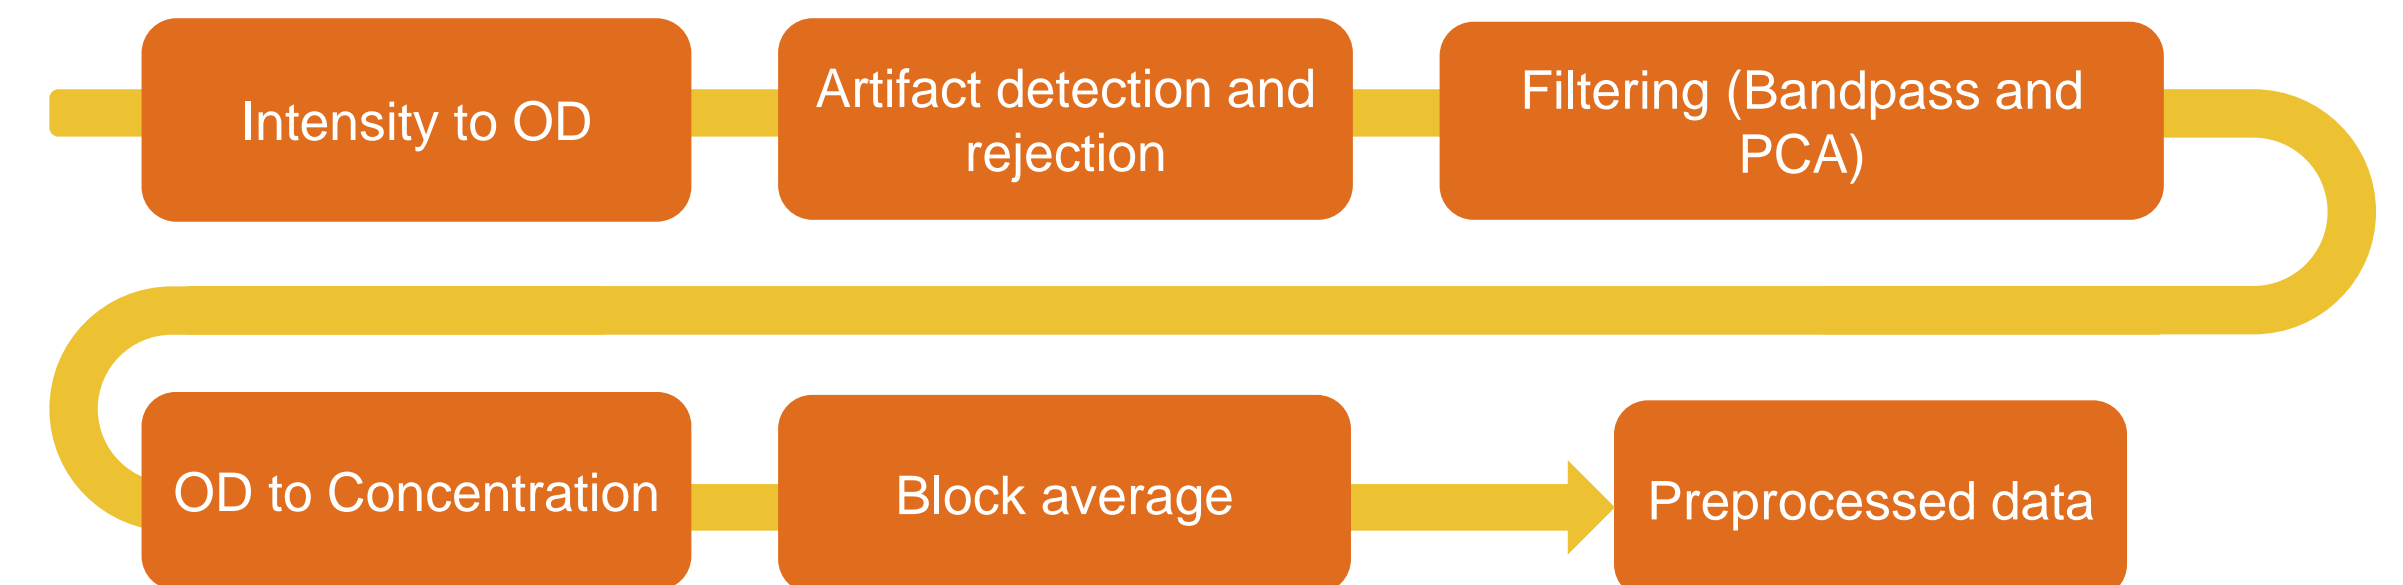 Intensity to OD
Artifact detection and
rejection
Filtering (Bandpass and
PCA)
OD to Concentration
Block average
Preprocessed data